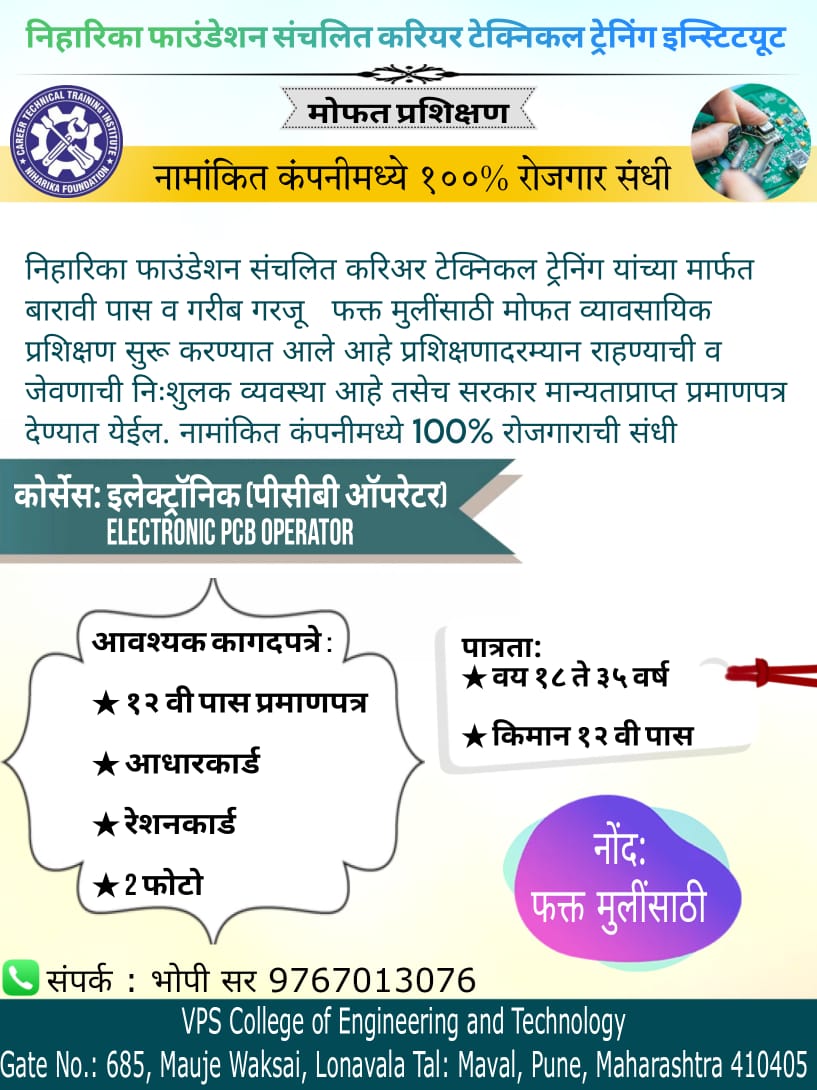 निहारिका फाउंडेशन संचलित करियर टेक्निकल ट्रेनिंग इन्स्टिटयूट
CAREER TECHNICAL TRAINING INSTITUTE
NIHARIKA FOUNDATION
मोफत प्रशिक्षण
नामांकित कंपनीमध्ये १००% रोजगार संधी
निहारिका फाउंडेशन संचलित करिअर टेक्निकल ट्रेनिंग यांच्या मार्फत
बारावी पास व गरीब गरजू फक्त मुलींसाठी मोफत व्यावसायिक
प्रशिक्षण सुरू करण्यात आले आहे प्रशिक्षणादरम्यान राहण्याची व
जेवणाची निःशुलक व्यवस्था आहे तसेच सरकार मान्यताप्राप्त प्रमाणपत्र
देण्यात येईल. नामांकित कंपनीमध्ये 100% रोजगाराची संधी
कोर्सेस: इलेक्ट्रॉनिक (पीसीबी ऑपरेटर)
ELECTRONIC PCB OPERATOR
आवश्यक कागदपत्रे :
★ १२ वी पास प्रमाणपत्र
★ आधारकार्ड
★ रेशनकार्ड
★ 2 फोटो
पात्रता:
★ वय १८ ते ३५ वर्ष
★ किमान १२ वी पास
नोंद:
फक्त मुलींसाठी
संपर्क : भोपी सर 9767013076
VPS College of Engineering and Technology
Gate No.: 685, Mauje Waksai, Lonavala Tal: Maval, Pune, Maharashtra 410405